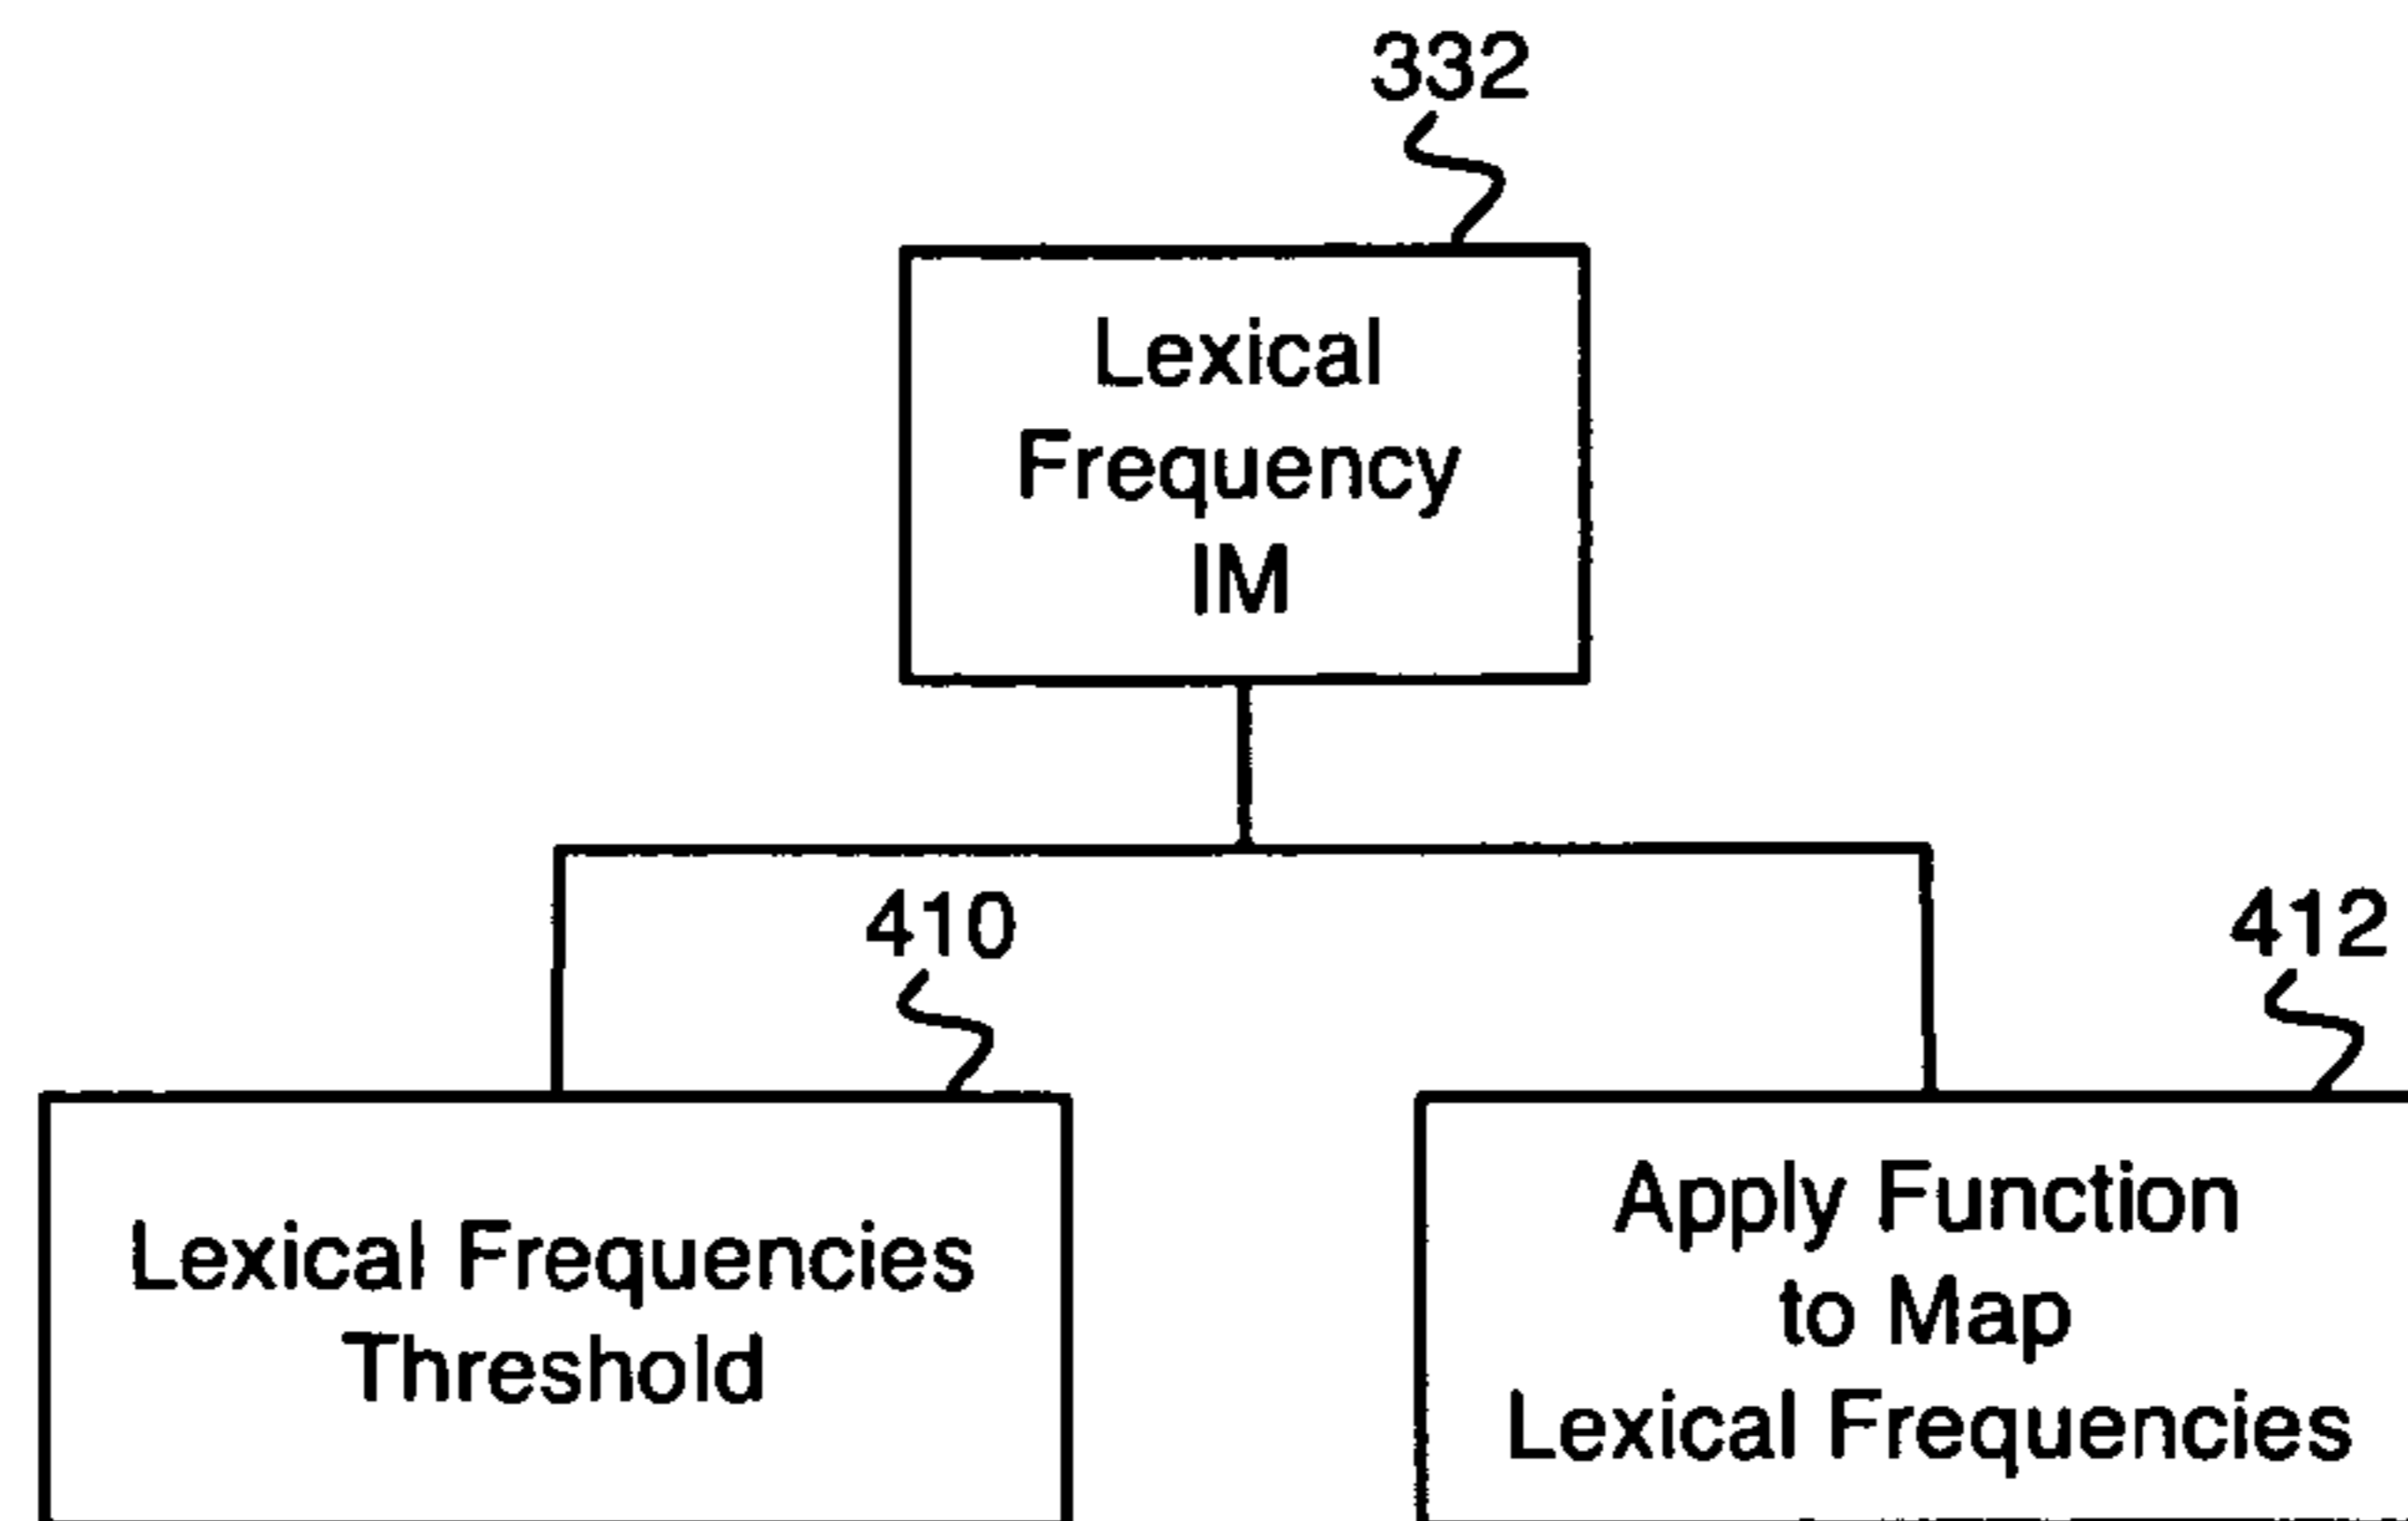 332
Lexical
Frequency
IM
410
412
Lexical Frequencies
Threshold
Apply Function
to Map
Lexical Frequencies